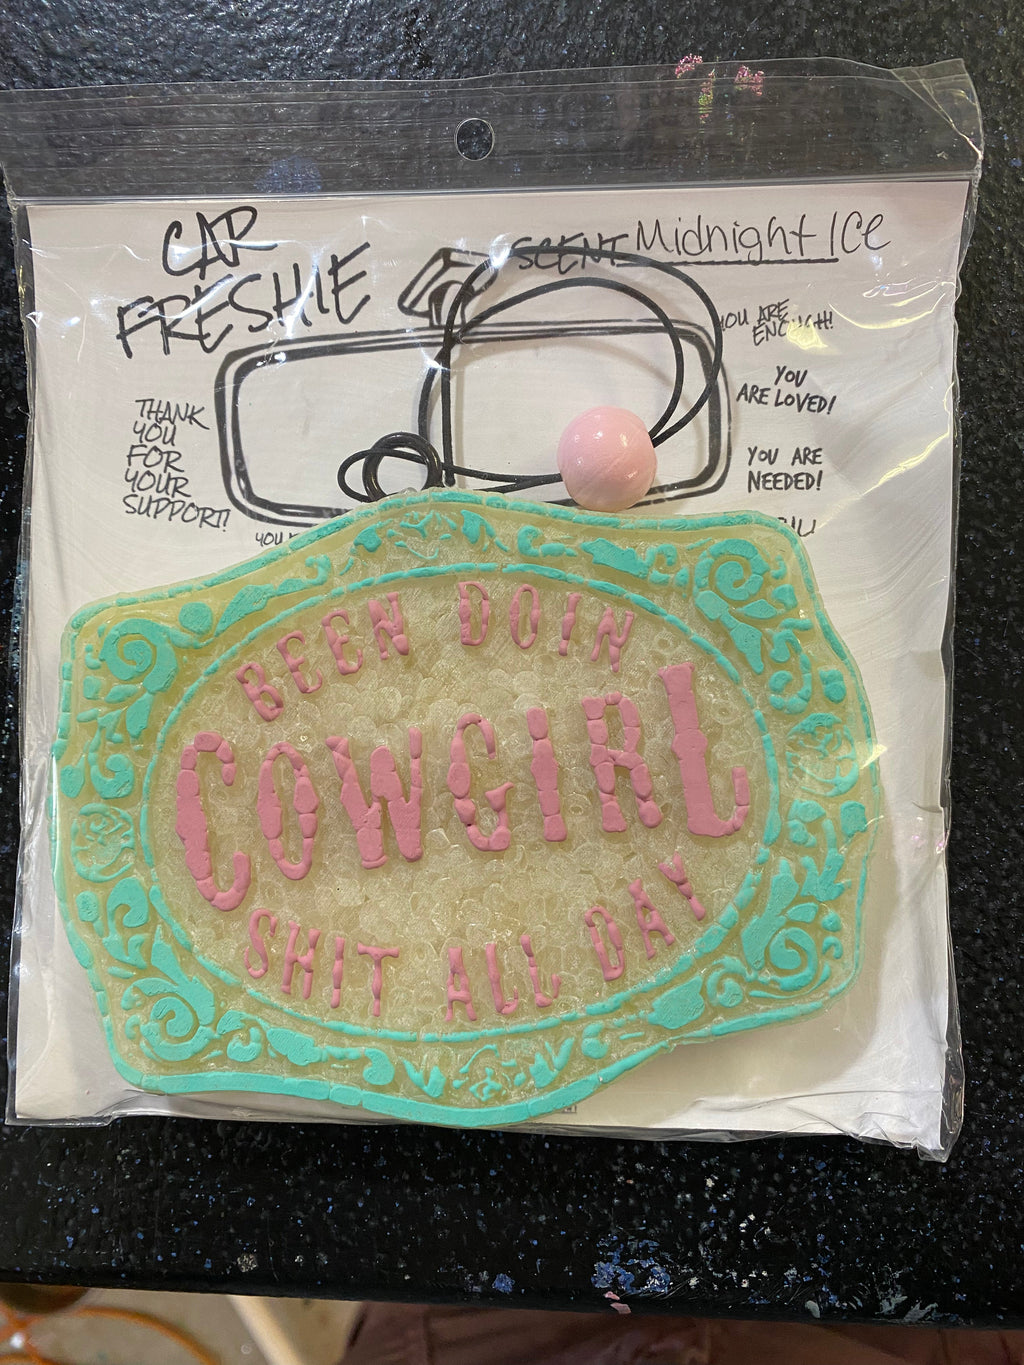 CAR
FRESHIE
SCENT Midnight ICE
YOU ARE
ENOUGH!
YOU
ARE LOVED!
YOU ARE
NEEDED!
THANK
YOU
FOR
YOUR
SUPPORT!
YOU
BEEN DOIN
COWGIRL
SHIT ALL DAY